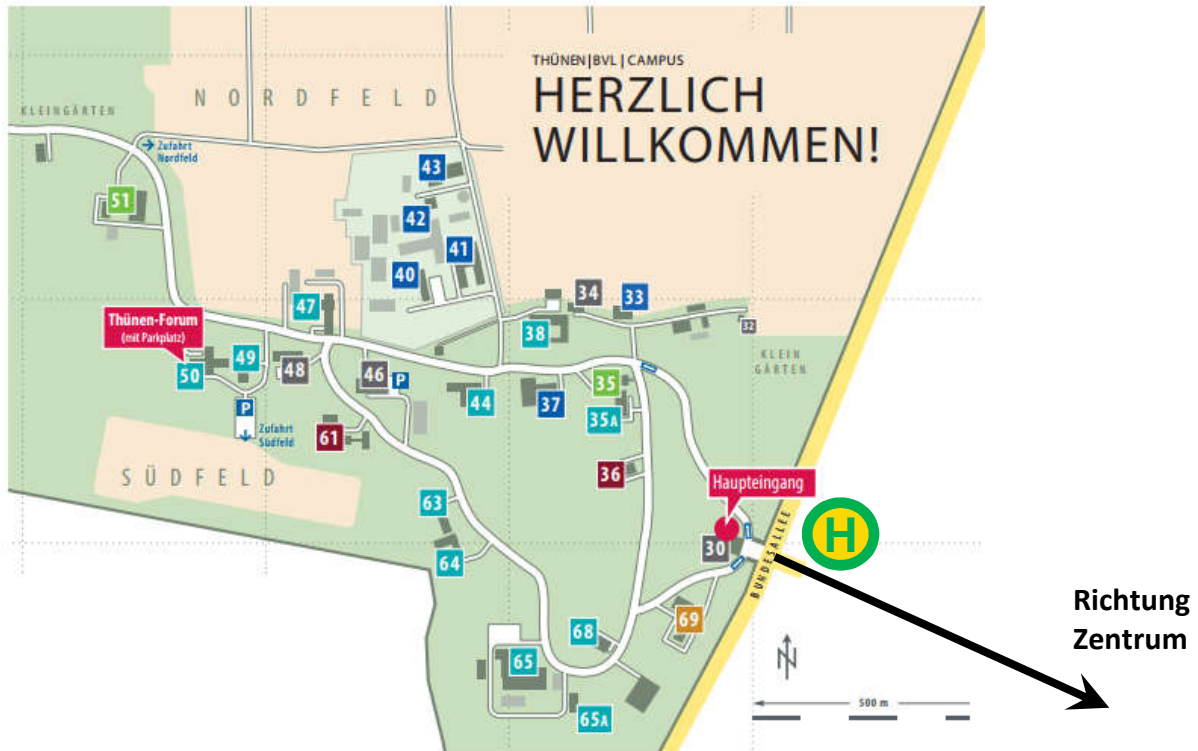 THÜNEN|BVL|CAMPUS
HERZLICH
WILLKOMMEN!
NORDFELD
KLEINGÄRTEN
Zufahrt
Nordfeld
43
51
42
41
40
47
34
33
32
38
Thünen-Forum
(mit Parkplatz)
KLEIN
GÄRTEN
49
50
48
46
P
44
37
35
35A
P
Zufahrt
Südfeld
61
SÜDFELD
36
Haupteingang
63
30
H
BUNDESALLEE
64
Richtung
Zentrum
69
68
65
N
65A
500 m